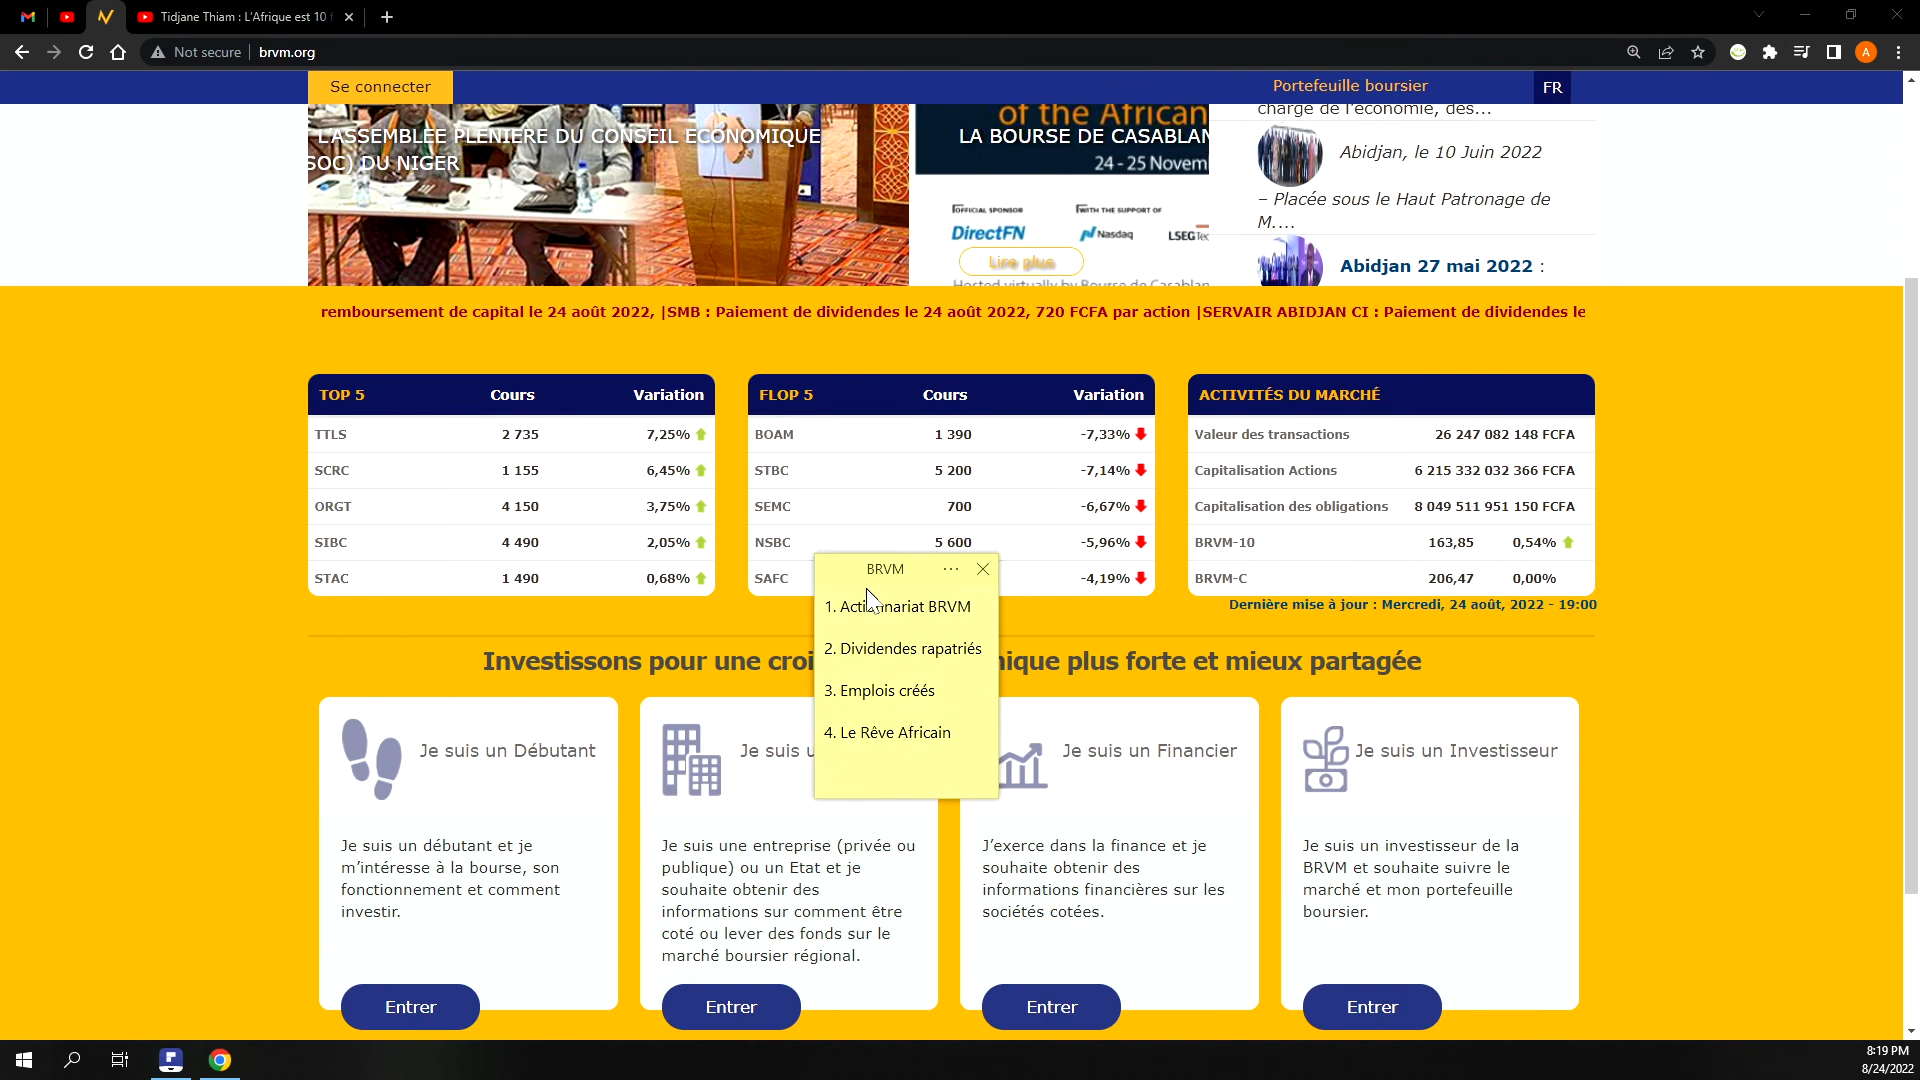 Tidjane Thiam : L'Afrique est 10
Not secure
brvm.org
A
Se connecter
Portefeuille boursier
FR
L'ASSEMBLEE PLENIERE DU CONSEIL ECONOMIQUE
SOC) DU NIGER
of the African
LA BOURSE DE CASABLAN
24 - 25 Novem
OFFICIAL SPONSOR
WITH THE SUPPORT OF
DirectFN
Nasdaq
LSEG
Lire plus
Hosted virtually by Bourse de Casablan
charge de l'économie, des...
Abidjan, le 10 Juin 2022
– Placée sous le Haut Patronage de
M....
Abidjan 27 mai 2022 :
remboursement de capital le 24 août 2022, |SMB : Paiement de dividendes le 24 août 2022, 720 FCFA par action |SERVAIR ABIDJAN CI : Paiement de dividendes le
TOP 5 Cours Variation
TTLS 2 735 7,25%
SCRC 1 155 6,45%
ORGT 4 150 3,75%
SIBC 4 490 2,05%
STAC 1 490 0,68%
FLOP 5 Cours Variation
BOAM 1 390 -7,33%
STBC 5 200 -7,14%
SEMC 700 -6,67%
NSBC 5 600 -5,96%
SAFC -4,19%
ACTIVITÉS DU MARCHÉ
Valeur des transactions 26 247 082 148 FCFA
Capitalisation Actions 6 215 332 032 366 FCFA
Capitalisation des obligations 8 049 511 951 150 FCFA
BRVM-10 163,85 0,54%
BRVM-C 206,47 0,00%
Dernière mise à jour : Mercredi, 24 août, 2022 - 19:00
BRVM
1. Actionnariat BRVM
2. Dividendes rapatriés
3. Emplois créés
4. Le Rêve Africain
Investissons pour une croi nique plus forte et mieux partagée
Je suis un Débutant
Je suis un débutant et je
m'intéresse à la bourse, son
fonctionnement et comment
investir.
Entrer
Je suis u
Je suis une entreprise (privée ou
publique) ou un Etat et je
souhaite obtenir des
informations sur comment être
coté ou lever des fonds sur le
marché boursier régional.
Entrer
Je suis un Financier
J'exerce dans la finance et je
souhaite obtenir des
informations financières sur les
sociétés cotées.
Entrer
Je suis un Investisseur
Je suis un investisseur de la
BRVM et souhaite suivre le
marché et mon portefeuille
boursier.
Entrer
8:19 PM
8/24/2022